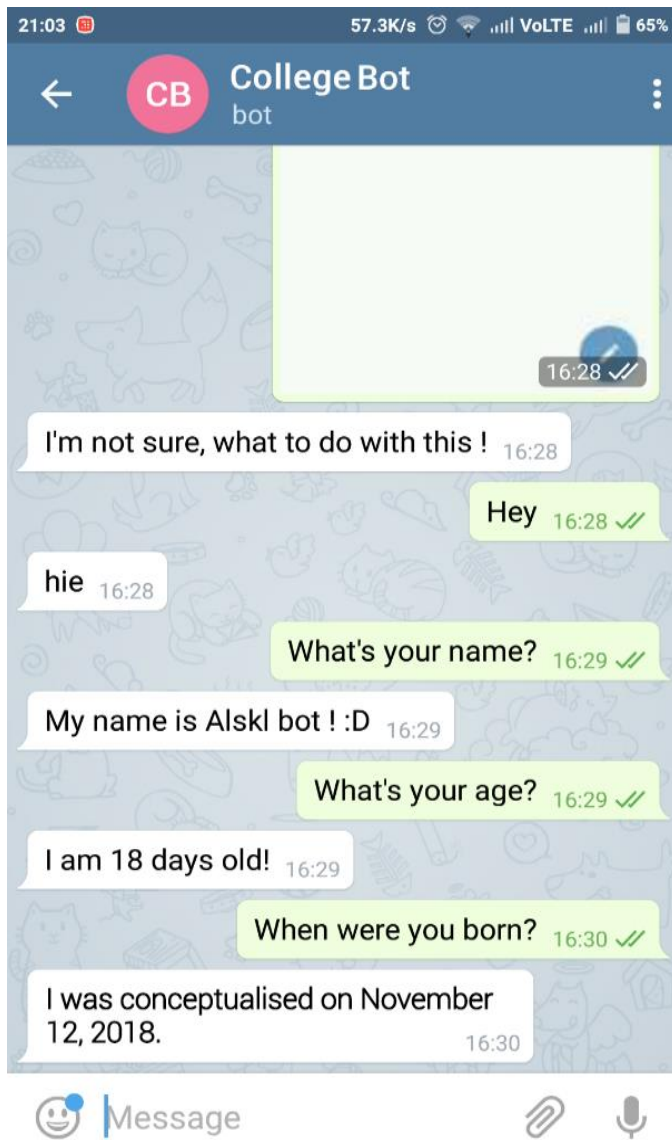 21:03 57.3K/s VoLTE 65%
CB College Bot
bot
16:28
I'm not sure, what to do with this ! 16:28
Hey 16:28
hie 16:28
What's your name? 16:29
My name is Alskl bot ! :D 16:29
What's your age? 16:29
I am 18 days old! 16:29
When were you born? 16:30
I was conceptualised on November
12, 2018. 16:30
Message